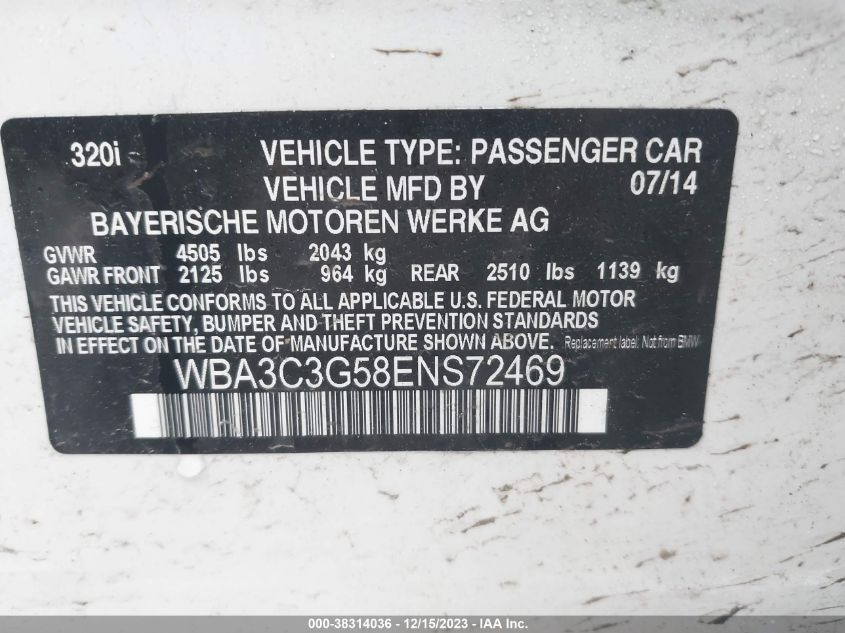 320i VEHICLE TYPE: PASSENGER CAR
VEHICLE MFD BY 07/14
BAYERISCHE MOTOREN WERKE AG
GVWR 4505 lbs 2043 kg
GAWR FRONT 2125 lbs 964 kg REAR 2510 lbs 1139 kg
THIS VEHICLE CONFORMS TO ALL APPLICABLE U.S. FEDERAL MOTOR
VEHICLE SAFETY, BUMPER AND THEFT PREVENTION STANDARDS
IN EFFECT ON THE DATE OF MANUFACTURE SHOWN ABOVE. Replacement label: Not from BMW
WBA3C3G58ENS72469
000-38314036 - 12/15/2023 - IAA Inc.